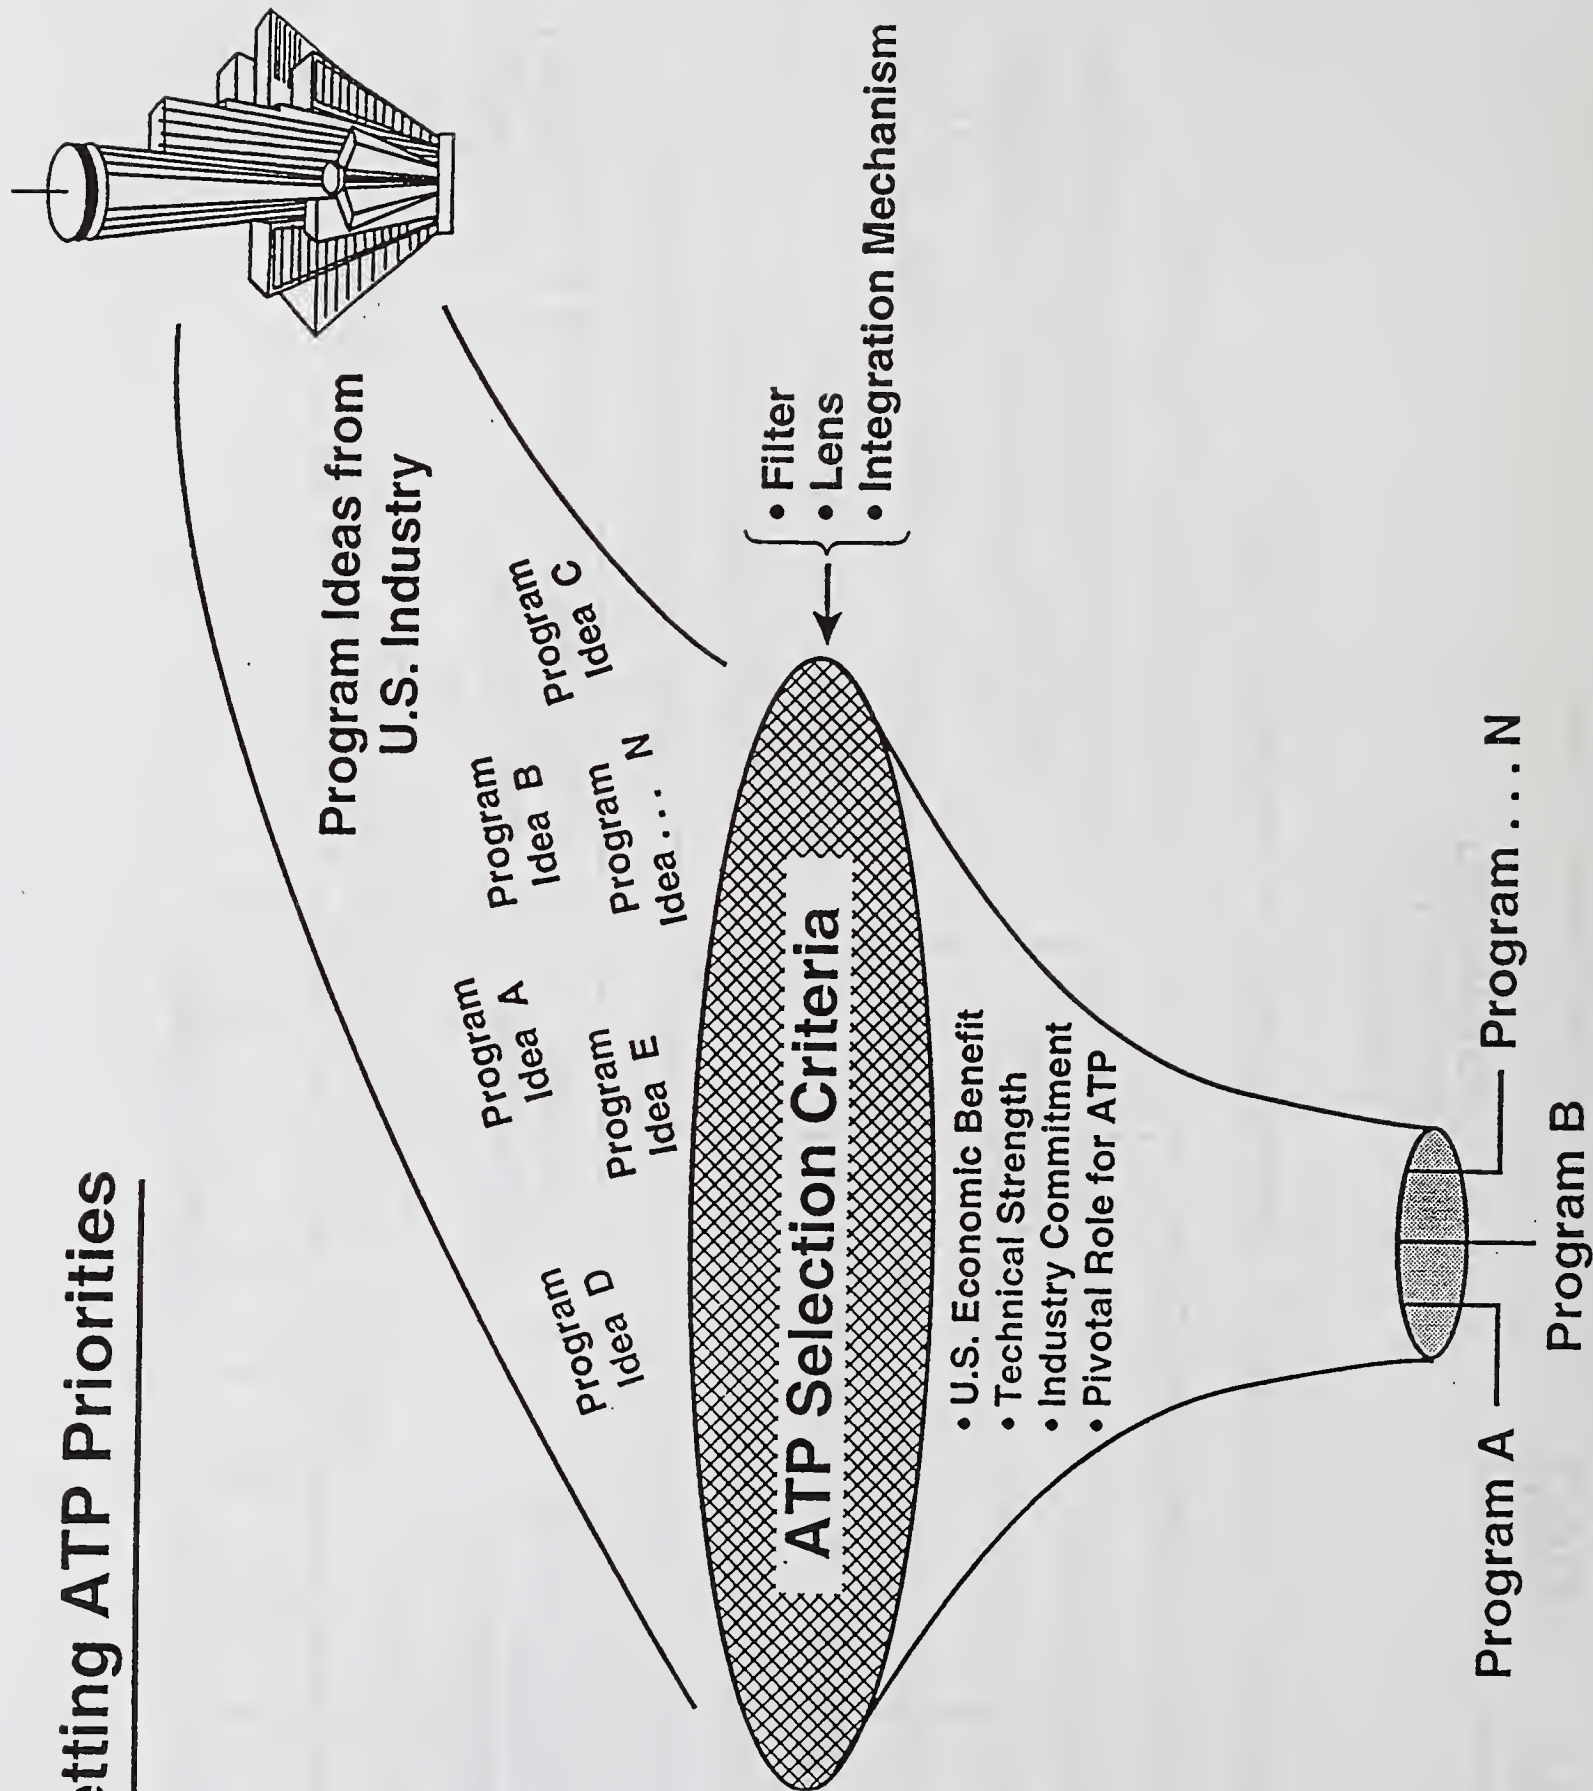 etting ATP Priorities
Program Ideas from
U.S. Industry
Program
Idea D
Program
Idea A
Program
Idea B
Program
Idea C
Program
Idea E
Program
Idea . . . N
ATP Selection Criteria
• Filter
• Lens
• Integration Mechanism
• U.S. Economic Benefit
• Technical Strength
• Industry Commitment
• Pivotal Role for ATP
Program A
Program B
Program . . . N